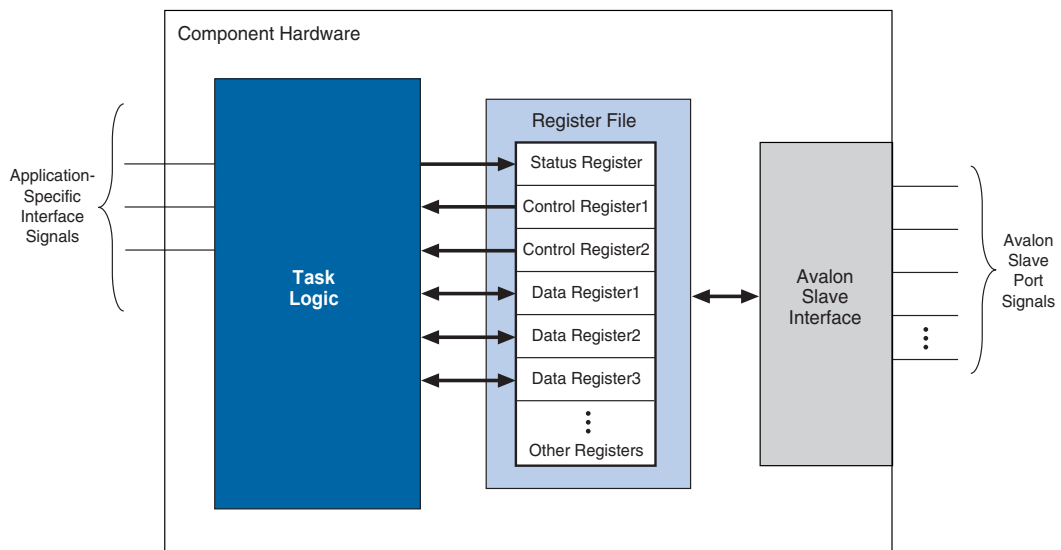 Component Hardware
Application-
Specific
Interface
Signals
Task
Logic
Register File
Status Register
Control Register1
Control Register2
Data Register1
Data Register2
Data Register3
Other Registers
Avalon
Slave
Interface
Avalon
Slave
Port
Signals